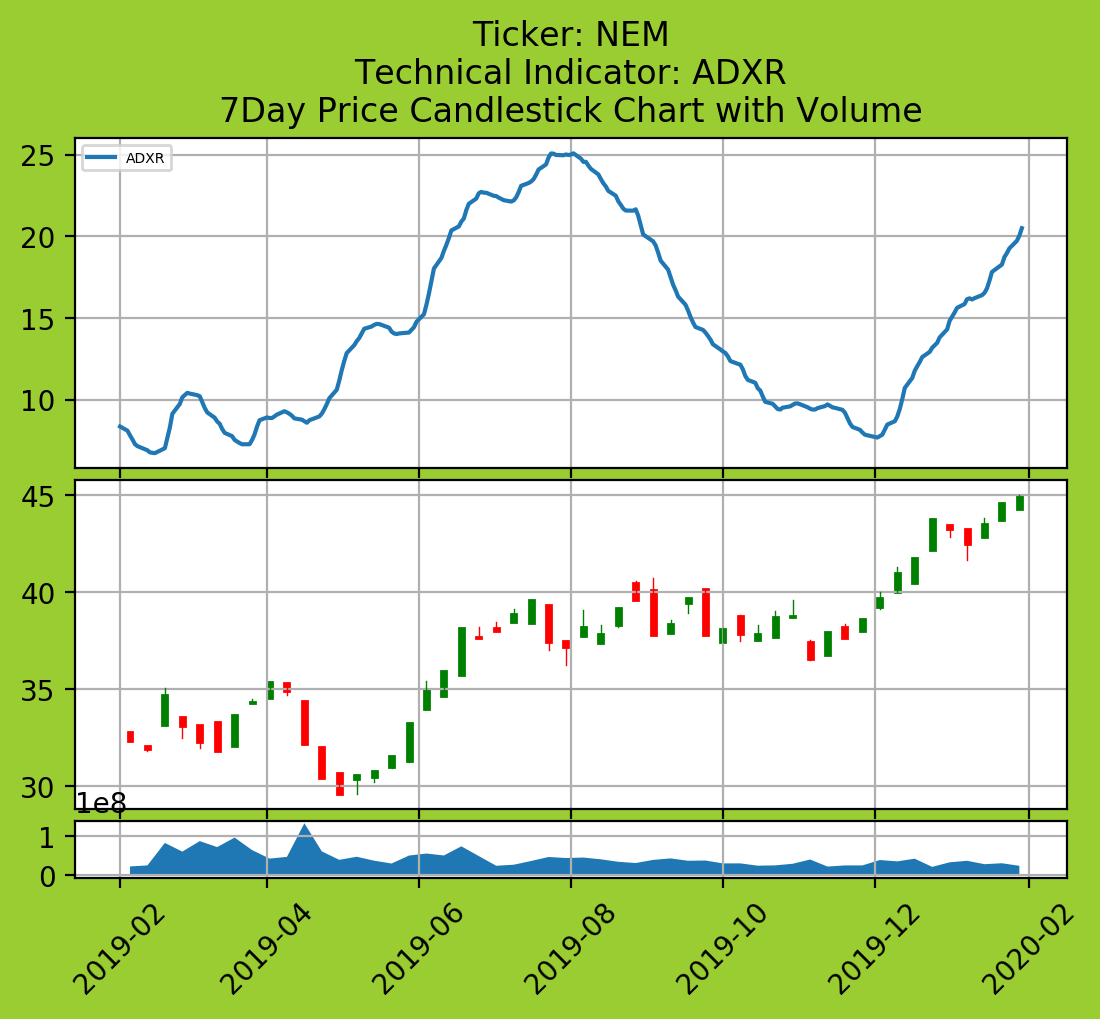 Ticker: NEM
Technical Indicator: ADXR
7Day Price Candlestick Chart with Volume
ADXR
25
20
15
10
45
40
35
30
1e8
1
0
2019-02 2019-04 2019-06 2019-08 2019-10 2019-12 2020-02